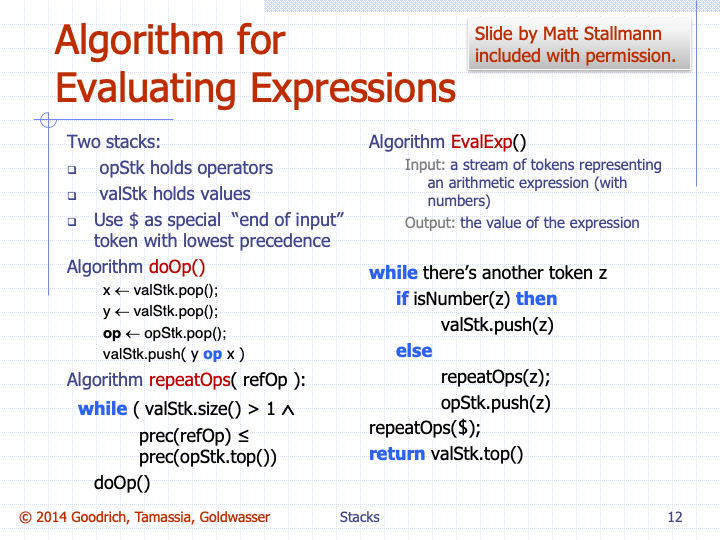 Algorithm for
Evaluating Expressions
Slide by Matt Stallmann
included with permission.
Two stacks:
opStk holds operators
valStk holds values
Use $ as special “end of input”
token with lowest precedence
Algorithm doOp()
x ← valStk.pop();
y ← valStk.pop();
op ← opStk.pop();
valStk.push( y op x )
Algorithm repeatOps( refOp ):
while ( valStk.size() > 1 ∧
prec(refOp) ≤
prec(opStk.top())
doOp()
Algorithm EvalExp()
Input: a stream of tokens representing
an arithmetic expression (with
numbers)
Output: the value of the expression
while there’s another token z
if isNumber(z) then
valStk.push(z)
else
repeatOps(z);
opStk.push(z)
repeatOps($);
return valStk.top()
© 2014 Goodrich, Tamassia, Goldwasser
Stacks
12